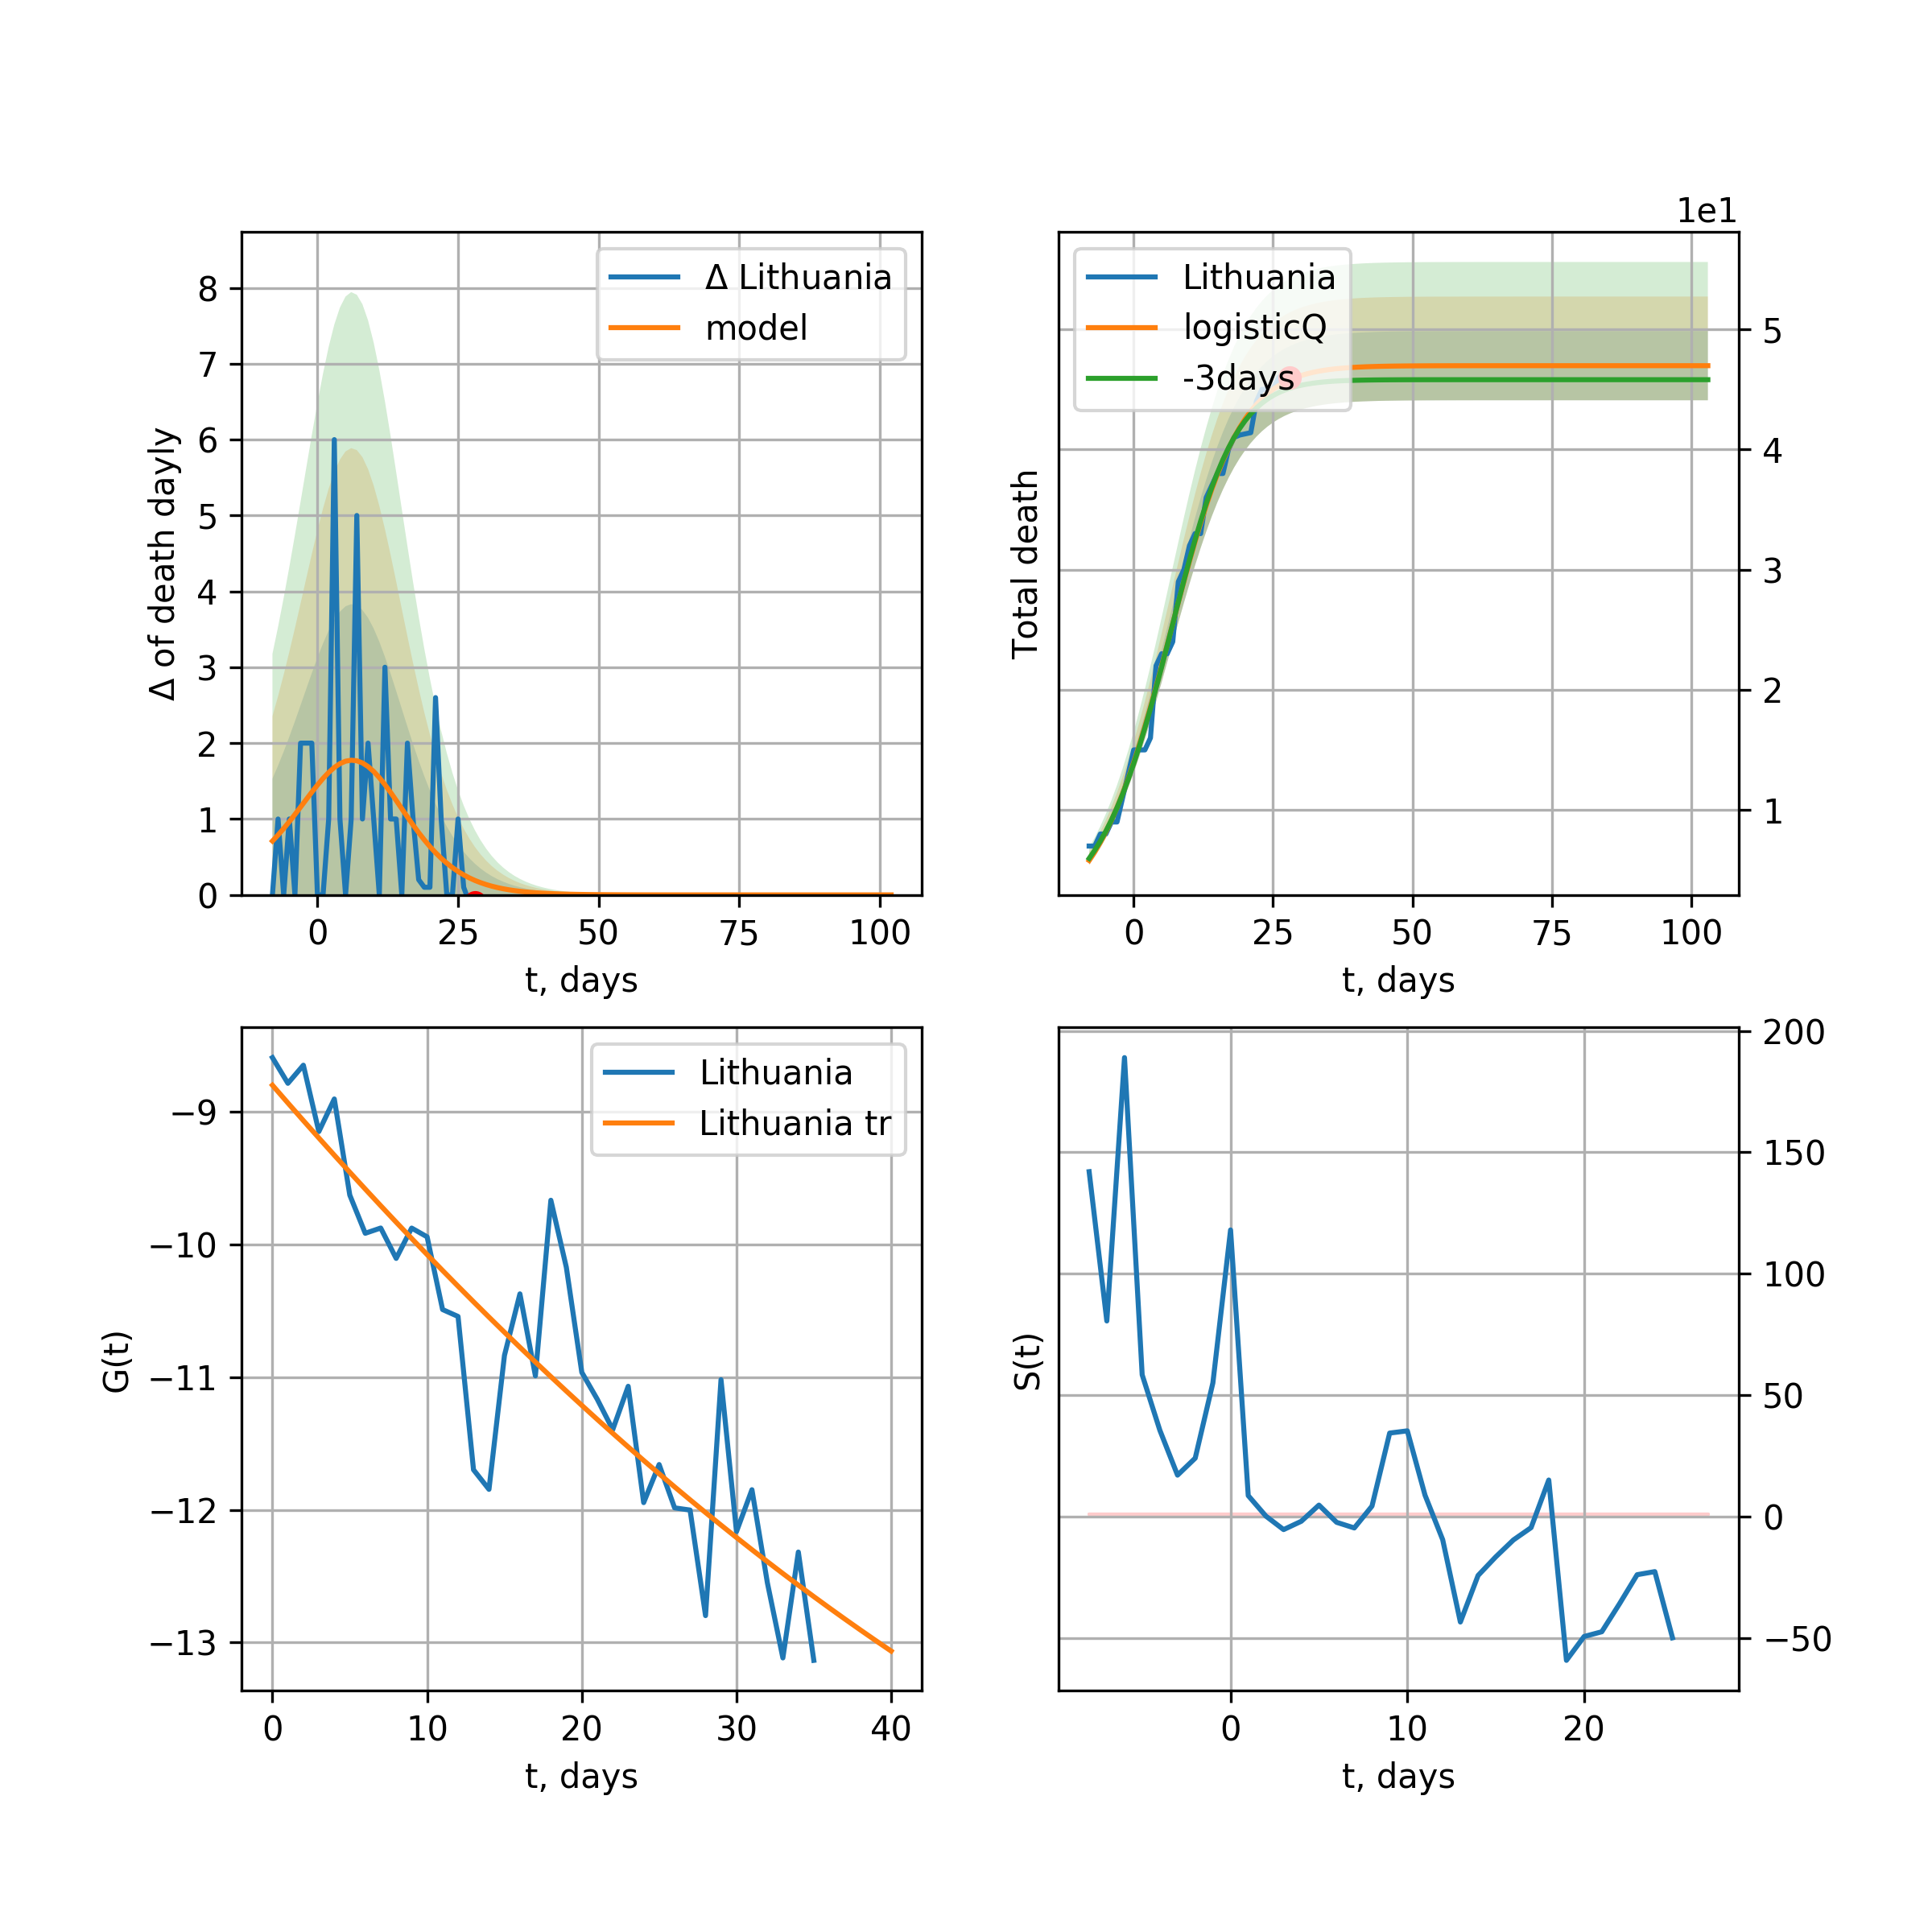 1e1
Δ Lithuania
model
8
7
6
5
4
3
2
1
0
Δ of death dayly
0 25 50 75 100
t, days
Lithuania
logisticQ
-3days
5
4
3
2
1
Total death
0 25 50 75 100
t, days
Lithuania
Lithuania tr
−9
−10
−11
−12
−13
G(t)
0 10 20 30 40
t, days
200
150
100
50
0
−50
S(t)
0 10 20
t, days